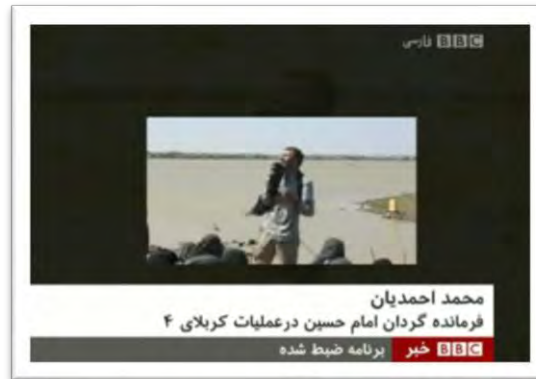 BBC فارسی
محمد احمدیان
فرمانده گردان امام حسین درعملیات کربلای ۴
BBC خبر برنامه ضبط شده